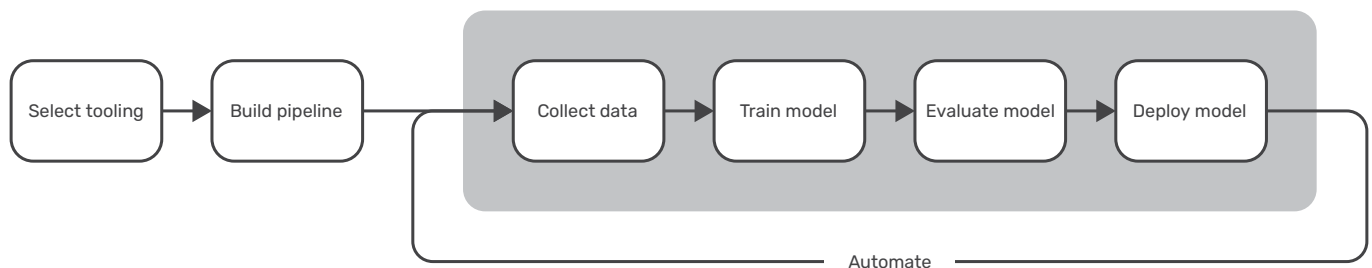 Select tooling
Build pipeline
Collect data
Train model
Evaluate model
Deploy model
Automate